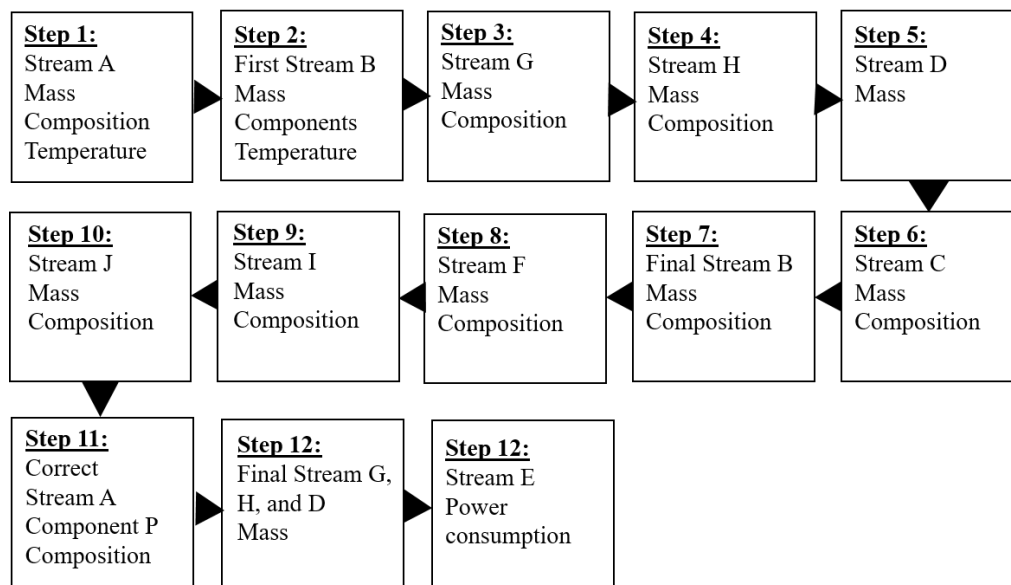 Step 1:
Stream A
Mass
Composition
Temperature
Step 2:
First Stream B
Mass
Components
Temperature
Step 3:
Stream G
Mass
Composition
Step 4:
Stream H
Mass
Composition
Step 5:
Stream D
Mass
Step 6:
Stream C
Mass
Composition
Step 7:
Final Stream B
Mass
Composition
Step 8:
Stream F
Mass
Composition
Step 9:
Stream I
Mass
Composition
Step 10:
Stream J
Mass
Composition
Step 11:
Correct
Stream A
Component P
Composition
Step 12:
Final Stream G,
H, and D
Mass
Step 12:
Stream E
Power
consumption